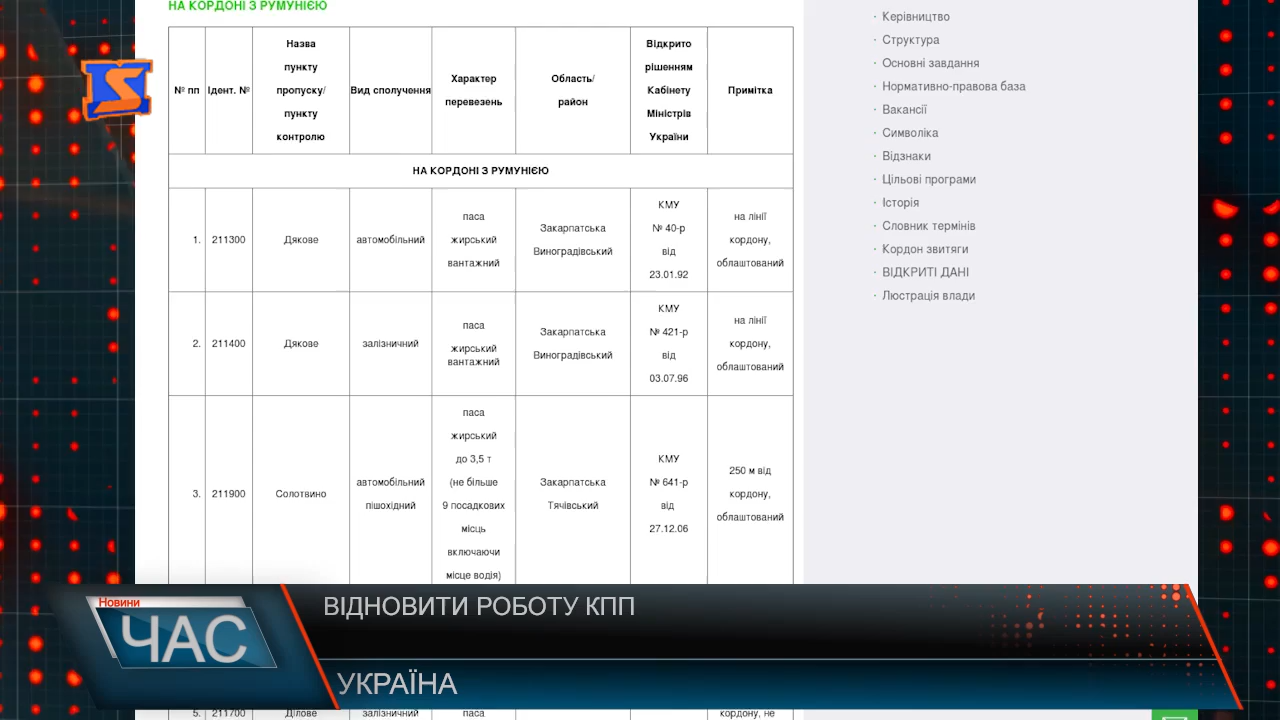 НА КОРДОНІ З РУМУНІЄЮ
№ пп
Ідент. №
Назва
пункту
пропуску/
пункту
контролю
Вид сполучення
Характер
перевезень
Область/
район
Відкрито
рішенням
Кабінету
Міністрів
України
Примітка
НА КОРДОНІ З РУМУНІЄЮ
1.
211300
Дякове
автомобільний
паса
жирський
вантажний
Закарпатська
Виноградівський
КМУ
№ 40-р
від
23.01.92
на лінії
кордону,
облаштований
2.
211400
Дякове
залізничний
паса
жирський
вантажний
Закарпатська
Виноградівський
КМУ
№ 421-р
від
03.07.96
на лінії
кордону,
облаштований
3.
211900
Солотвино
автомобільний
пішохідний
паса
жирський
до 3,5 т
(не більше
9 посадкових
місць
включаючи
місце водія)
Закарпатська
Тячівський
КМУ
№ 641-р
від
27.12.06
250 м від
кордону,
облаштований
5.
211700
Ділове
залізничний
паса
кордону, не
· Керівництво
· Структура
· Основні завдання
· Нормативно-правова база
· Вакансії
· Символіка
· Відзнаки
· Цільові програми
· Історія
· Словник термінів
· Кордон звитяги
· ВІДКРИТІ ДАНІ
· Люстрація влади
Новини
ЧАС
ВІДНОВИТИ РОБОТУ КПП
УКРАЇНА